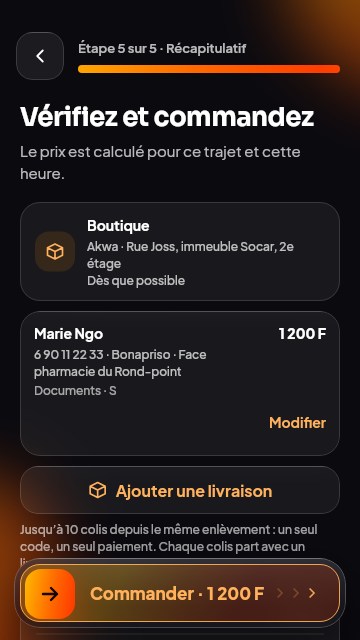 Étape 5 sur 5 · Récapitulatif
Vérifiez et commandez
Le prix est calculé pour ce trajet et cette
heure.
Boutique
Akwa · Rue Joss, immeuble Socar, 2e
étage
Dès que possible
Marie Ngo 1 200 F
6 90 11 22 33 · Bonapriso · Face
pharmacie du Rond-point
Documents · S
Modifier
Ajouter une livraison
Jusqu'à 10 colis depuis le même enlèvement : un seul
code, un seul paiement. Chaque colis part avec un
Commander · 1 200 F